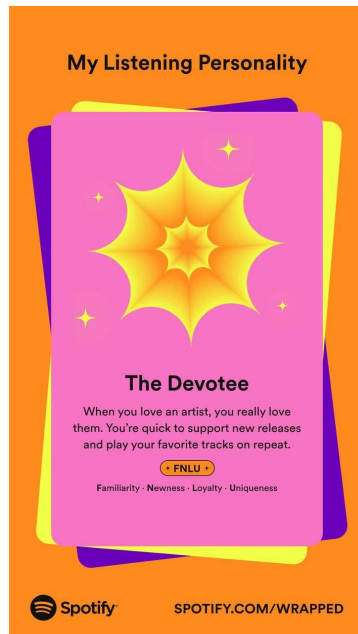 My Listening Personality
The Devotee
When you love an artist, you really love
them. You're quick to support new releases
and play your favorite tracks on repeat.
FNLU
Familiarity · Newness · Loyalty · Uniqueness
Spotify
SPOTIFY.COM/WRAPPED